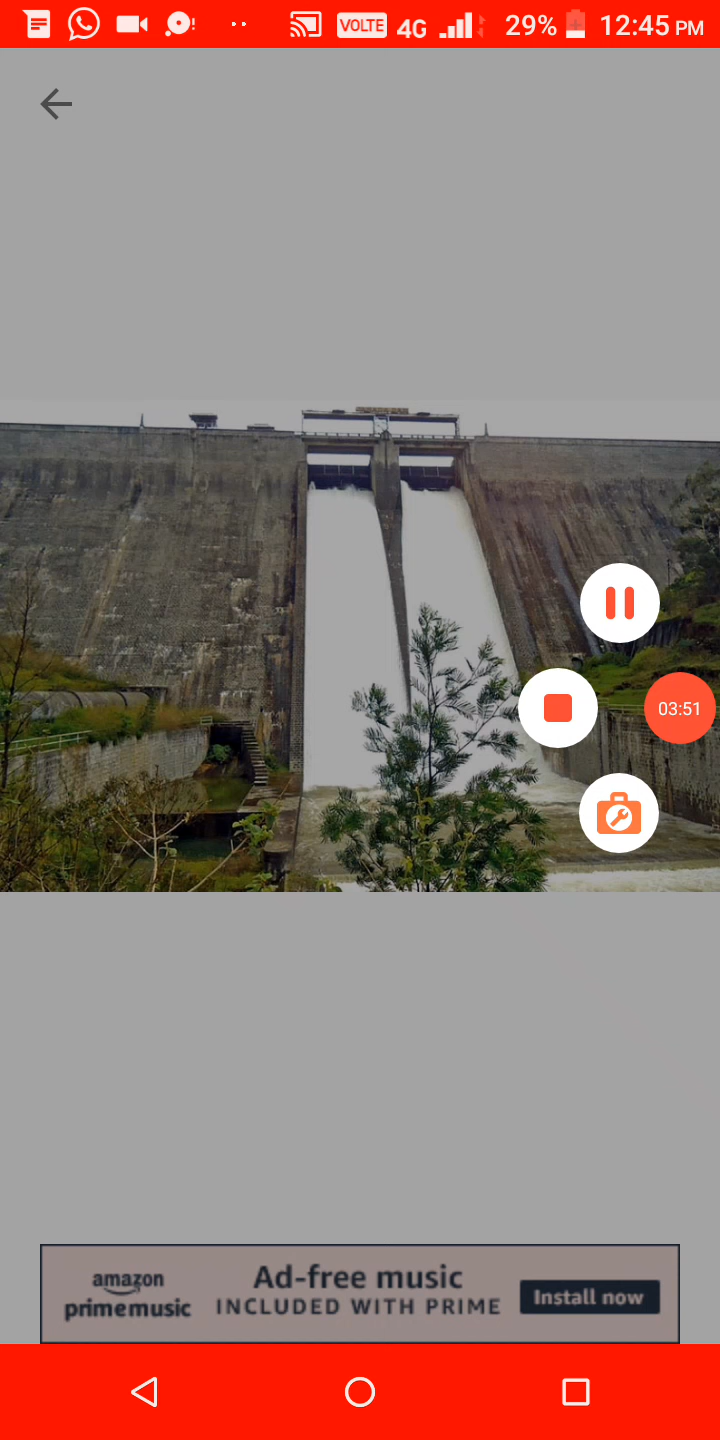 VOLTE 4G 29% 12:45 PM
03:51
amazon
primemusic
Ad-free music
INCLUDED WITH PRIME
Install now